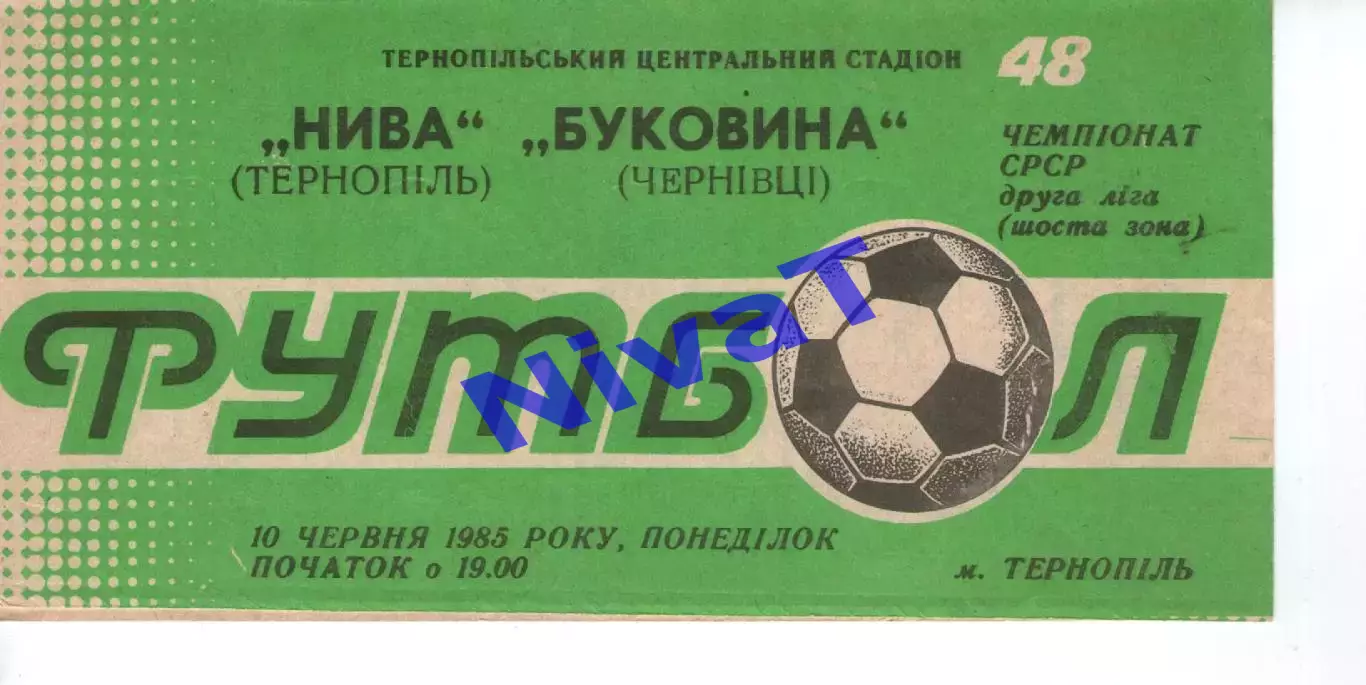 ТЕРНОПІЛЬСЬКИЙ ЦЕНТРАЛЬНИЙ СТАДІОН
48
„НИВА“ „БУКОВИНА“
(ТЕРНОПІЛЬ) (ЧЕРНІВЦІ)
ЧЕМПІОНАТ
СРСР
друга ліга
(шоста зона)
ФУТБОЛ
NivaT
10 ЧЕРВНЯ 1985 РОКУ, ПОНЕДІЛОК
ПОЧАТОК о 19.00
м. ТЕРНОПІЛЬ